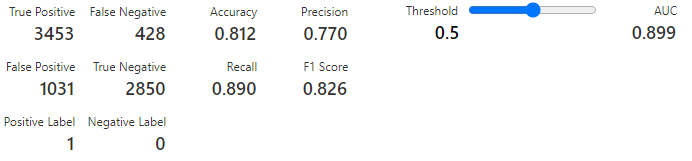 True Positive False Negative Accuracy Precision Threshold AUC
3453 428 0.812 0.770 0.5 0.899
False Positive True Negative Recall F1 Score
1031 2850 0.890 0.826
Positive Label Negative Label
1 0